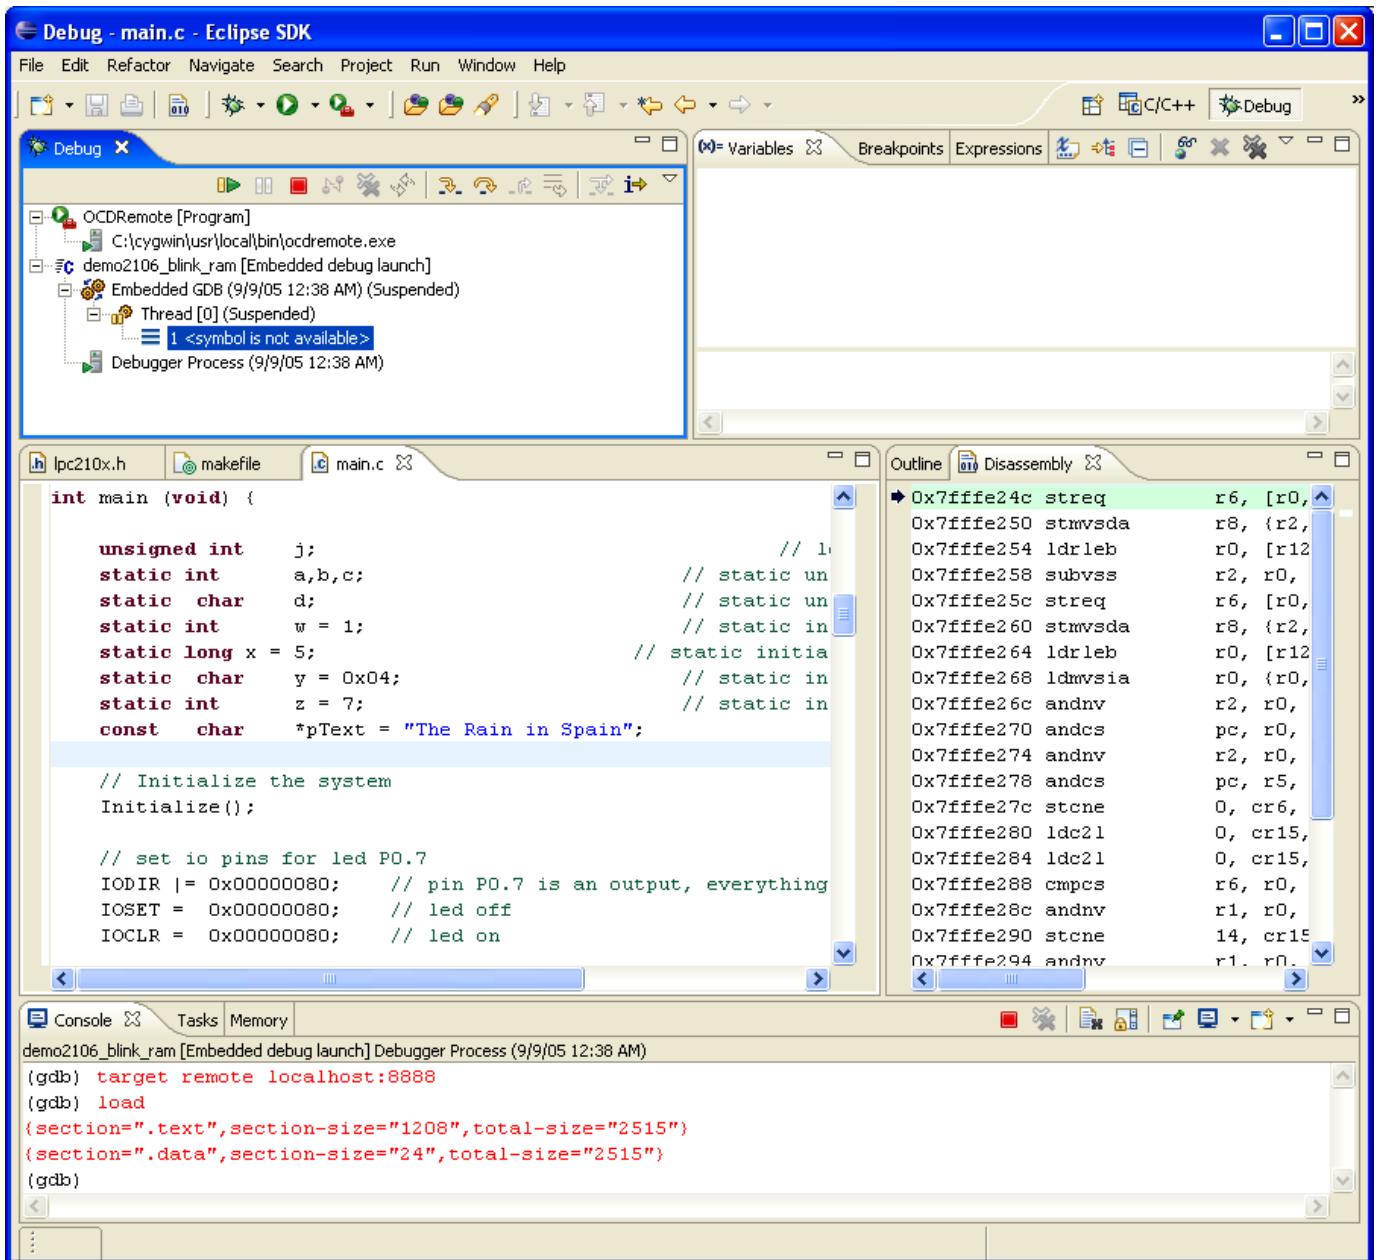 Debug - main.c - Eclipse SDK
File Edit Refactor Navigate Search Project Run Window Help
C/C++ Debug »
Debug
(x)= Variables Breakpoints Expressions
OCDRemote [Program]
C:\cygwin\usr\local\bin\ocdremote.exe
demo2106_blink_ram [Embedded debug launch]
Embedded GDB (9/9/05 12:38 AM) (Suspended)
Thread [0] (Suspended)
1 <symbol is not available>
Debugger Process (9/9/05 12:38 AM)
lpc210x.h makefile main.c
int main (void) {
unsigned int j; // l
static int a,b,c; // static un
static char d; // static un
static int w = 1; // static in
static long x = 5; // static initia
static char y = 0x04; // static in
static int z = 7; // static in
const char *pText = "The Rain in Spain";
// Initialize the system
Initialize();
// set io pins for led P0.7
IODIR |= 0x00000080; // pin P0.7 is an output, everything
IOSET = 0x00000080; // led off
IOCLR = 0x00000080; // led on
Outline Disassembly
0x7fffe24c streq r6, [r0,
0x7fffe250 stmvsda r8, {r2,
0x7fffe254 ldrleb r0, [r12
0x7fffe258 subvss r2, r0,
0x7fffe25c streq r6, [r0,
0x7fffe260 stmvsda r8, {r2,
0x7fffe264 ldrleb r0, [r12
0x7fffe268 ldmvsia r0, {r0,
0x7fffe26c andnv r2, r0,
0x7fffe270 andcs pc, r0,
0x7fffe274 andnv r2, r0,
0x7fffe278 andcs pc, r5,
0x7fffe27c stcne 0, cr6,
0x7fffe280 ldc2l 0, cr15,
0x7fffe284 ldc2l 0, cr15,
0x7fffe288 cmpcs r6, r0,
0x7fffe28c andnv r1, r0,
0x7fffe290 stcne 14, cr15
0x7fffe294 andnv r1, r0,
Console Tasks Memory
demo2106_blink_ram [Embedded debug launch] Debugger Process (9/9/05 12:38 AM)
(gdb) target remote localhost:8888
(gdb) load
{section=".text",section-size="1208",total-size="2515"}
{section=".data",section-size="24",total-size="2515"}
(gdb)